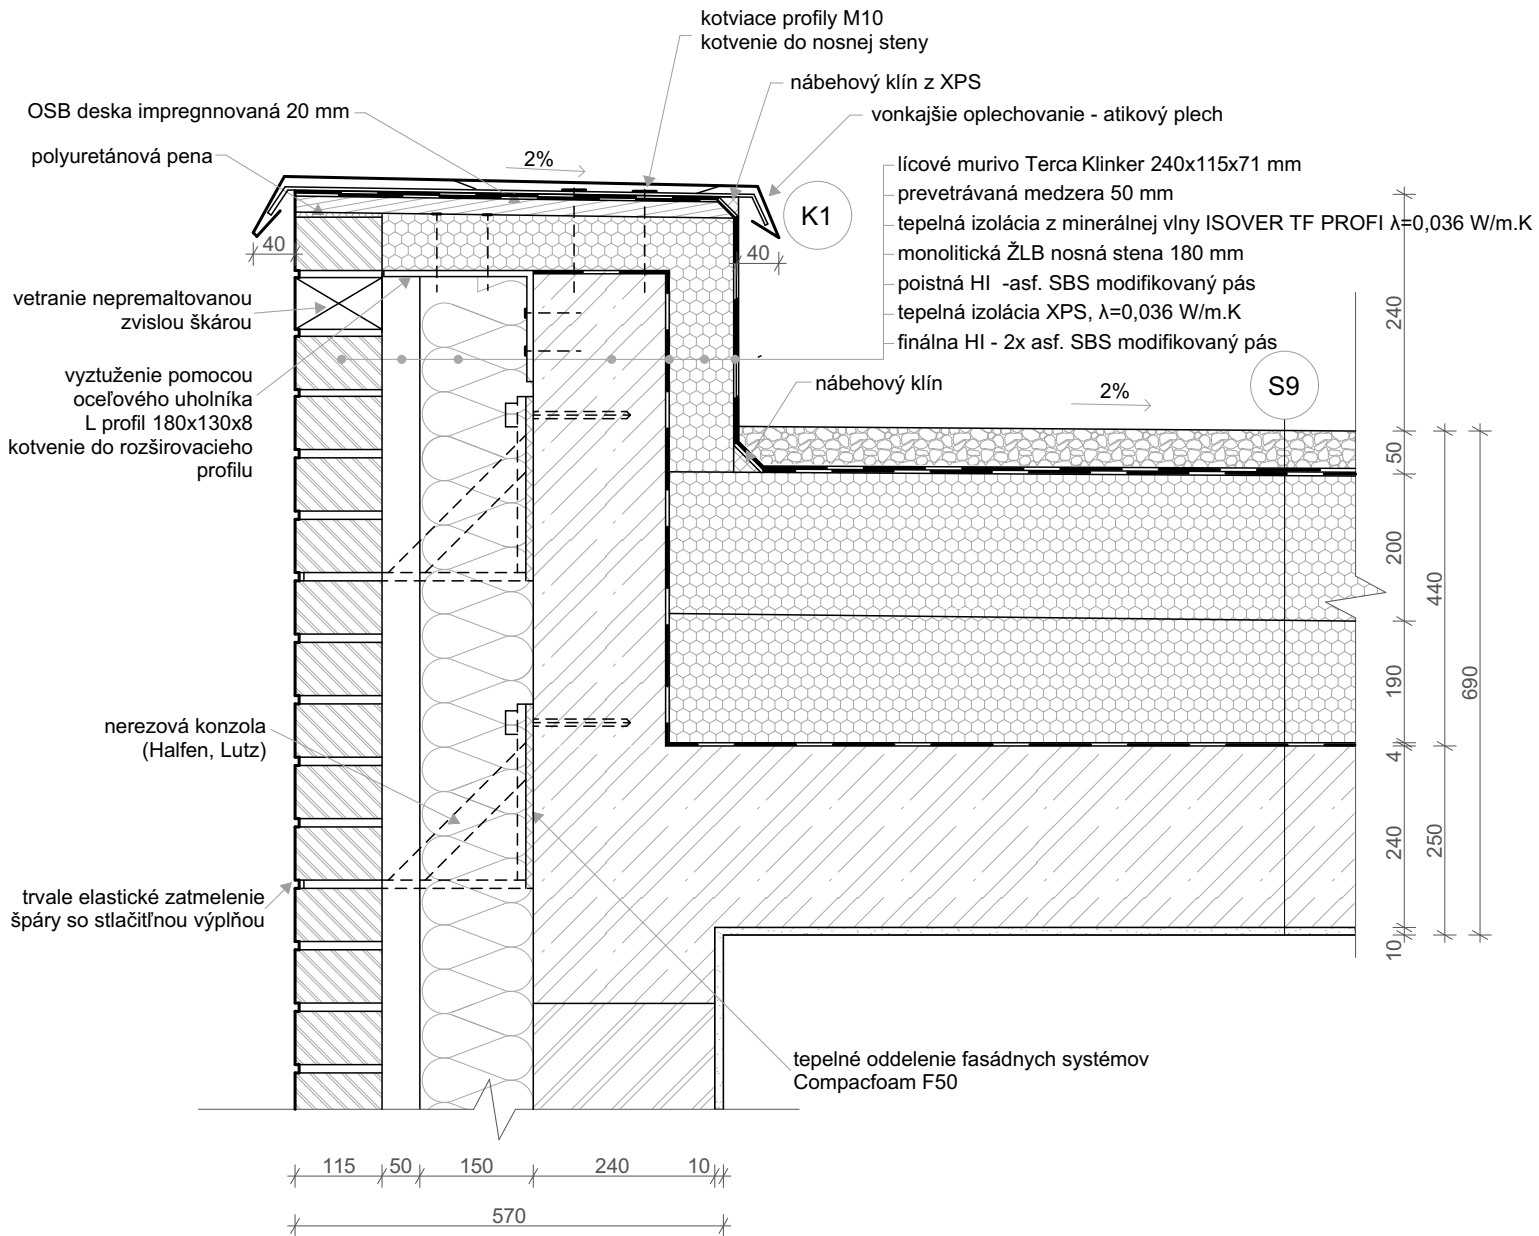 kotviace profily M10
kotvenie do nosnej steny
nábehový klín z XPS
OSB deska impregnnovaná 20 mm
vonkajšie oplechovanie - atikový plech
polyuretánová pena
2%
lícové murivo Terca Klinker 240x115x71 mm
prevetrávaná medzera 50 mm
K1
tepelná izolácia z minerálnej vlny ISOVER TF PROFI λ=0,036 W/m.K
monolitická ŽLB nosná stena 180 mm
poistná HI -asf. SBS modifikovaný pás
tepelná izolácia XPS, λ=0,036 W/m.K
finálna HI - 2x asf. SBS modifikovaný pás
40
40
vetranie nepremaltovanou
zvislou škárou
240
vyztuženie pomocou
oceľového uholníka
L profil 180x130x8
kotvenie do rozširovacieho
profilu
nábehový klín
2%
S9
50
200
440
190
690
nerezová konzola
(Halfen, Lutz)
4
240
250
trvale elastické zatmelenie
špáry so stlačitľnou výplňou
10
tepelné oddelenie fasádnych systémov
Compacfoam F50
115
50
150
240
10
570